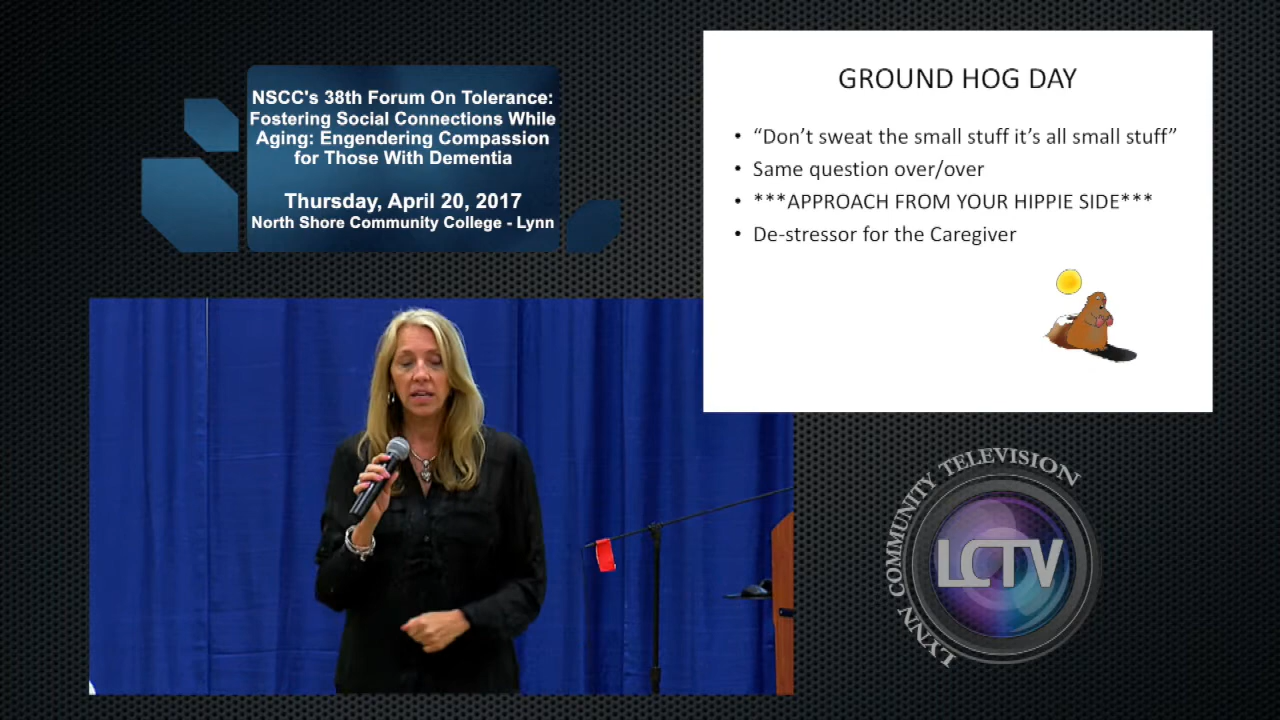 NSCC's 38th Forum On Tolerance:
Fostering Social Connections While
Aging: Engendering Compassion
for Those With Dementia
Thursday, April 20, 2017
North Shore Community College - Lynn
GROUND HOG DAY
• “Don’t sweat the small stuff it’s all small stuff”
• Same question over/over
• ***APPROACH FROM YOUR HIPPIE SIDE***
• De-stressor for the Caregiver
LYNN COMMUNITY TELEVISION
LCTV